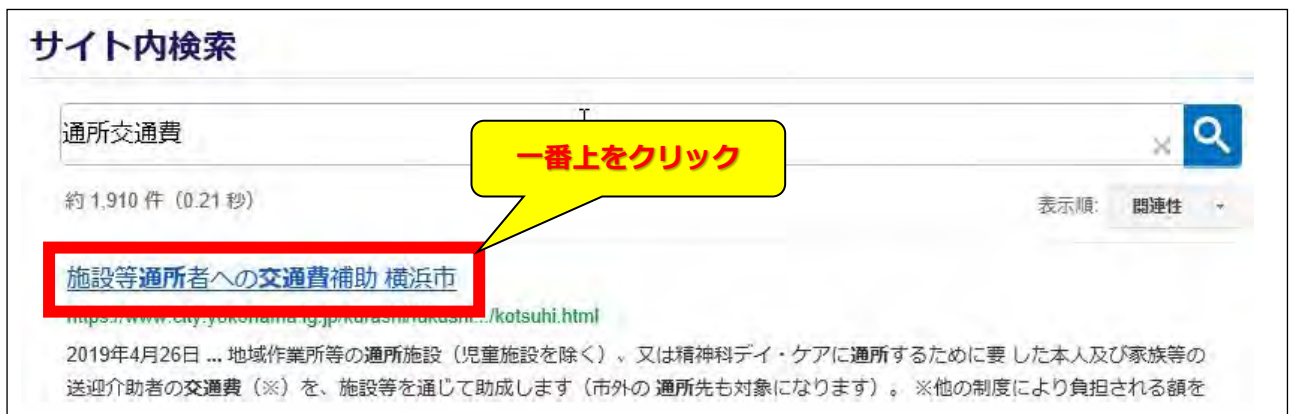 サイト内検索
通所交通費
一番上をクリック
約 1,910 件 (0.21 秒)
表示順: 関連性
施設等通所者への交通費補助 横浜市
/kotsuhi.html
2019年4月26日 ... 地域作業所等の通所施設（児童施設を除く）、又は精神科デイ・ケアに通所するために要 した本人及び家族等の
送迎介助者の交通費（※）を、施設等を通じて助成します（市外の 通所先も対象になります）。 ※他の制度により負担される額を